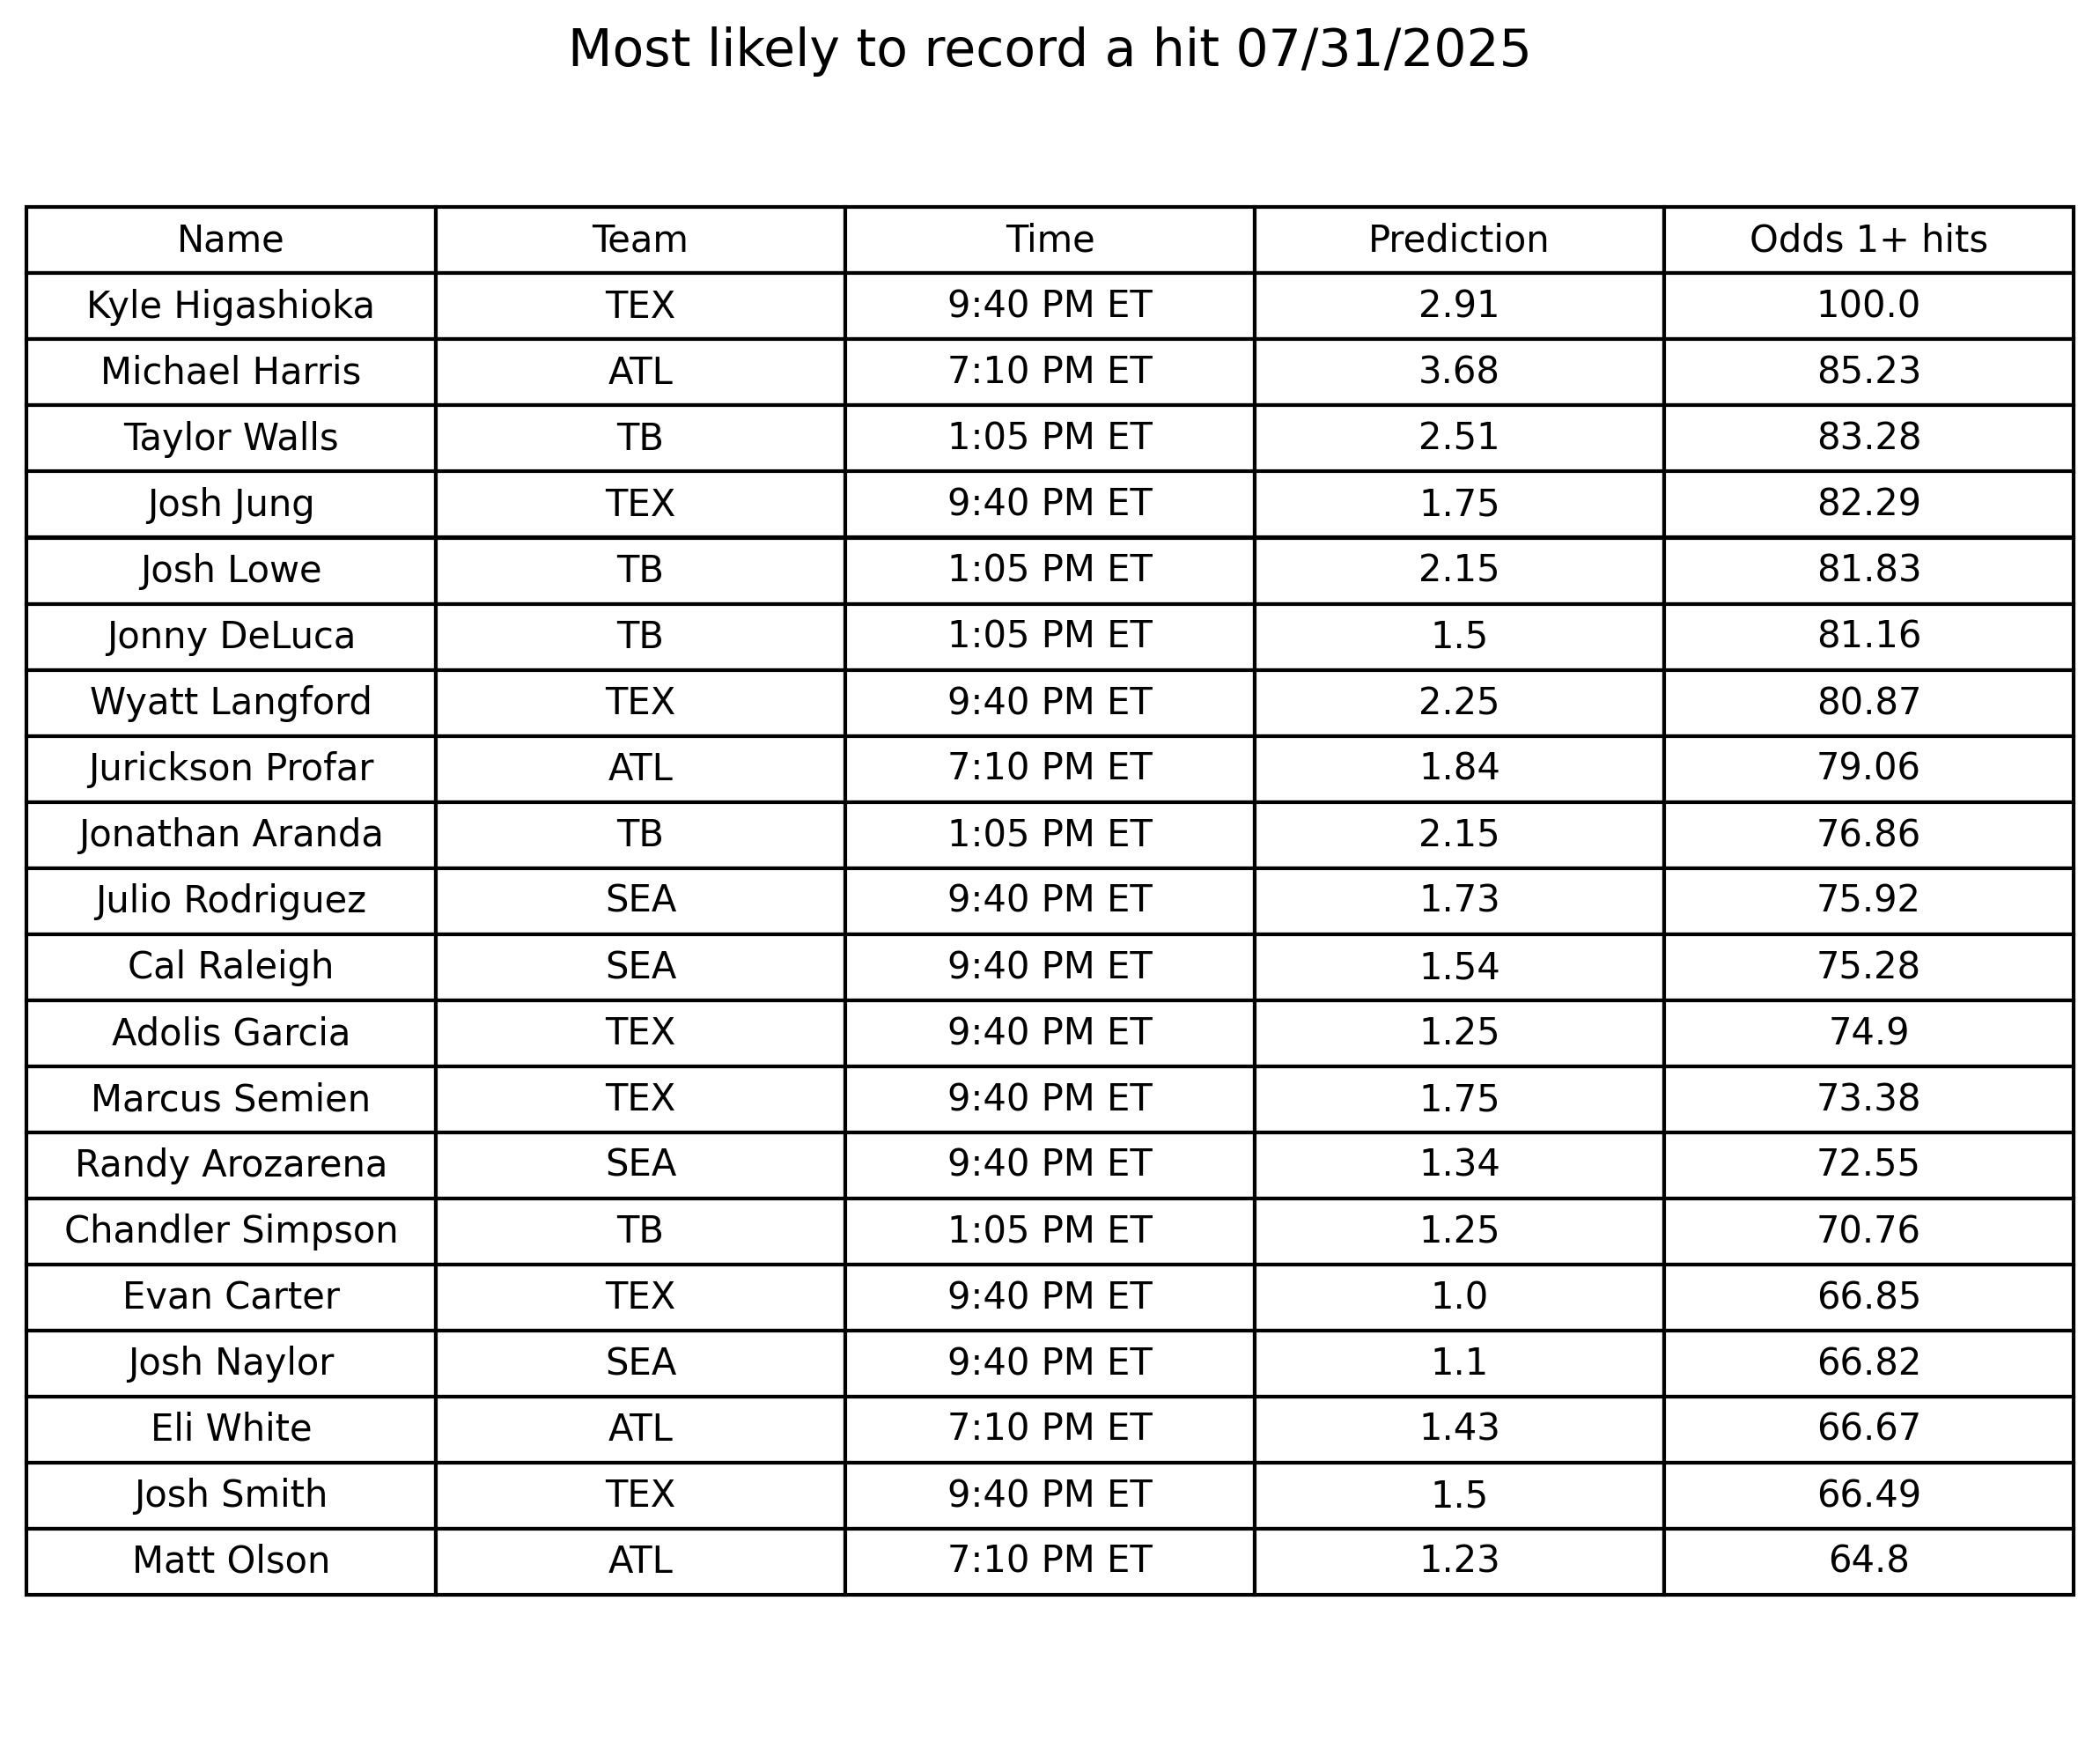 Most likely to record a hit 07/31/2025
Name Team Time Prediction Odds 1+ hits
Kyle Higashioka TEX 9:40 PM ET 2.91 100.0
Michael Harris ATL 7:10 PM ET 3.68 85.23
Taylor Walls TB 1:05 PM ET 2.51 83.28
Josh Jung TEX 9:40 PM ET 1.75 82.29
Josh Lowe TB 1:05 PM ET 2.15 81.83
Jonny DeLuca TB 1:05 PM ET 1.5 81.16
Wyatt Langford TEX 9:40 PM ET 2.25 80.87
Jurickson Profar ATL 7:10 PM ET 1.84 79.06
Jonathan Aranda TB 1:05 PM ET 2.15 76.86
Julio Rodriguez SEA 9:40 PM ET 1.73 75.92
Cal Raleigh SEA 9:40 PM ET 1.54 75.28
Adolis Garcia TEX 9:40 PM ET 1.25 74.9
Marcus Semien TEX 9:40 PM ET 1.75 73.38
Randy Arozarena SEA 9:40 PM ET 1.34 72.55
Chandler Simpson TB 1:05 PM ET 1.25 70.76
Evan Carter TEX 9:40 PM ET 1.0 66.85
Josh Naylor SEA 9:40 PM ET 1.1 66.82
Eli White ATL 7:10 PM ET 1.43 66.67
Josh Smith TEX 9:40 PM ET 1.5 66.49
Matt Olson ATL 7:10 PM ET 1.23 64.8